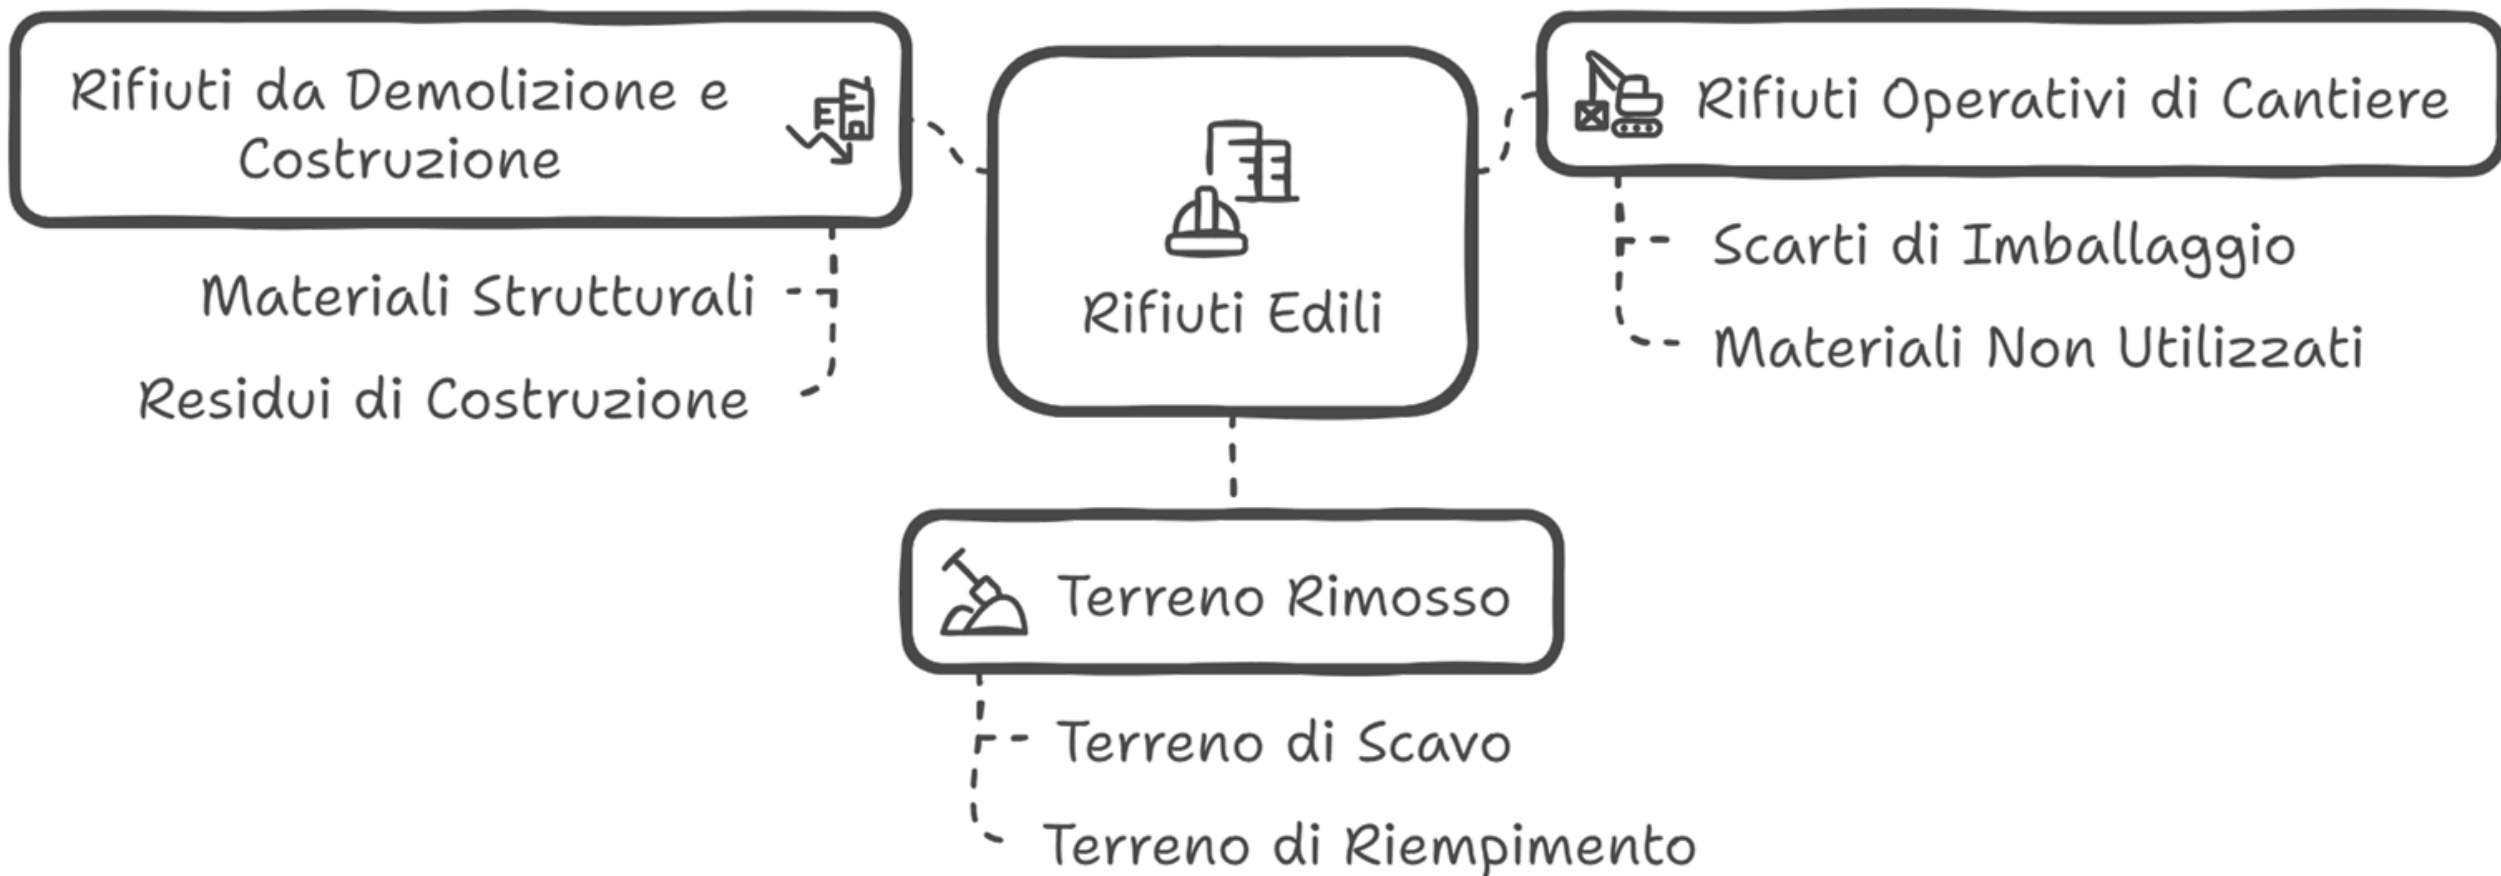 Rifiuti da Demolizione e
Costruzione
Materiali Strutturali
Residui di Costruzione
Rifiuti Edili
Rifiuti Operativi di Cantiere
Scarti di Imballaggio
Materiali Non Utilizzati
Terreno Rimosso
Terreno di Scavo
Terreno di Riempimento